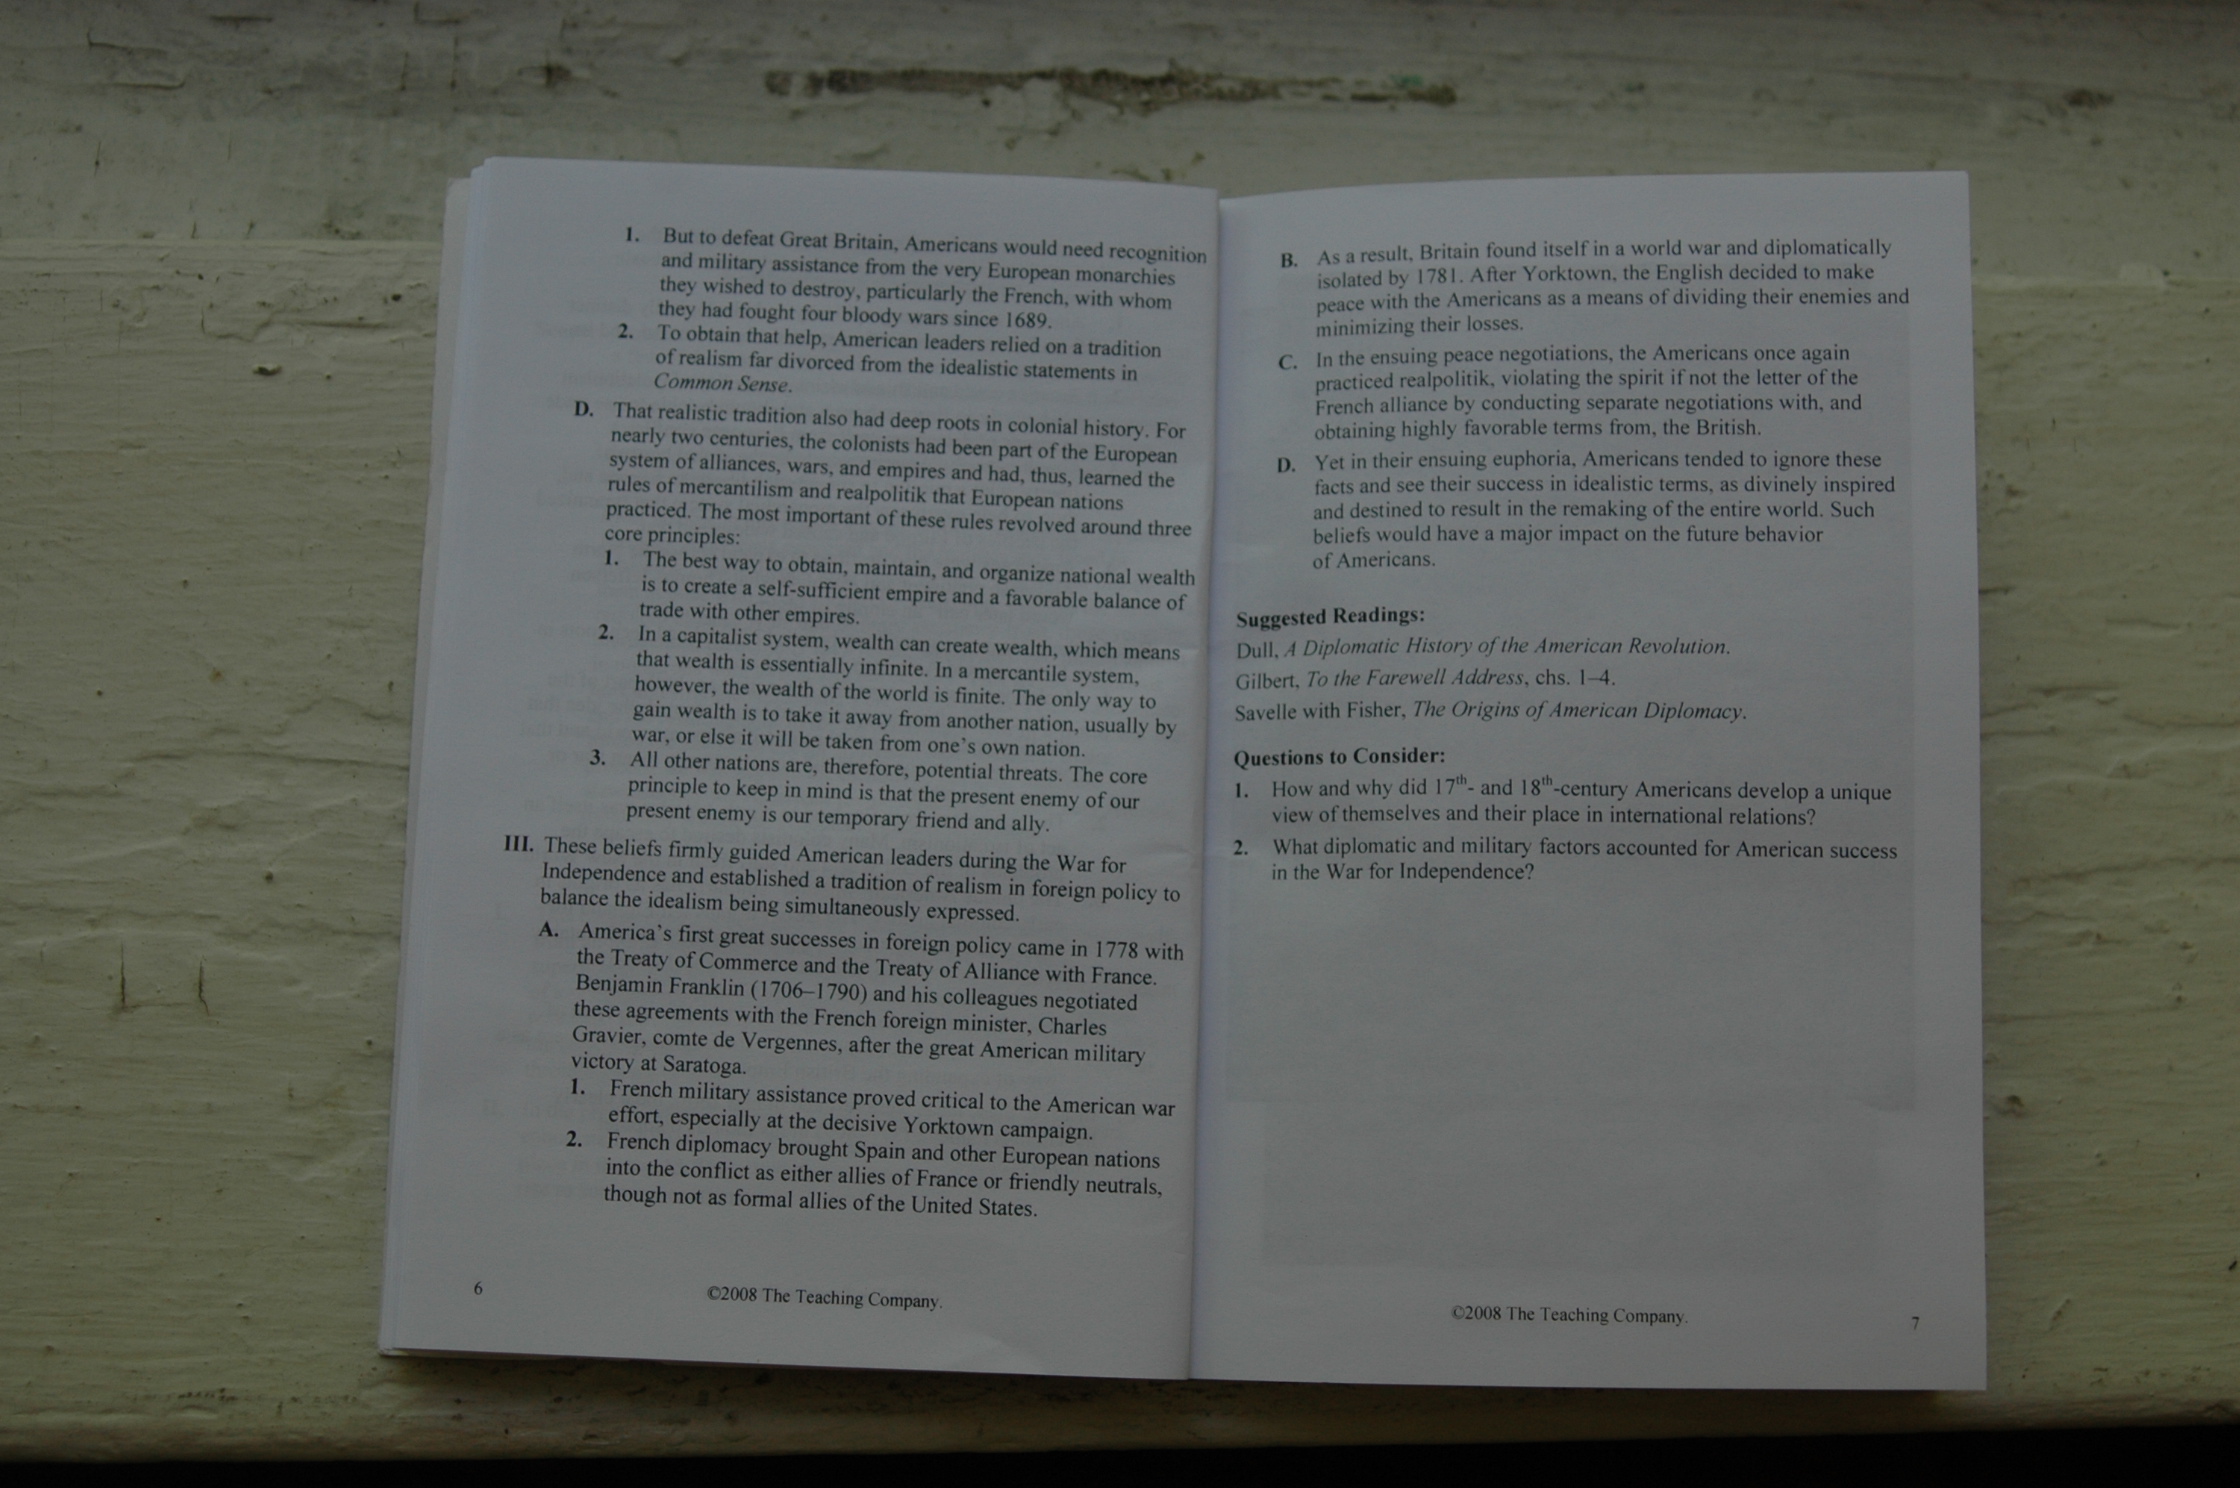 1. But to defeat Great Britain, Americans would need recognition
and military assistance from the very European monarchies
they wished to destroy, particularly the French, with whom
they had fought four bloody wars since 1689.
2. To obtain that help, American leaders relied on a tradition
of realism far divorced from the idealistic statements in
Common Sense.
D. That realistic tradition also had deep roots in colonial history. For
nearly two centuries, the colonists had been part of the European
system of alliances, wars, and empires and had, thus, learned the
rules of mercantilism and realpolitik that European nations
practiced. The most important of these rules revolved around three
core principles:
1. The best way to obtain, maintain, and organize national wealth
is to create a self-sufficient empire and a favorable balance of
trade with other empires.
2. In a capitalist system, wealth can create wealth, which means
that wealth is essentially infinite. In a mercantile system,
however, the wealth of the world is finite. The only way to
gain wealth is to take it away from another nation, usually by
war, or else it will be taken from one's own nation.
3. All other nations are, therefore, potential threats. The core
principle to keep in mind is that the present enemy of our
present enemy is our temporary friend and ally.
III. These beliefs firmly guided American leaders during the War for
Independence and established a tradition of realism in foreign policy to
balance the idealism being simultaneously expressed.
A. America's first great successes in foreign policy came in 1778 with
the Treaty of Commerce and the Treaty of Alliance with France.
Benjamin Franklin (1706–1790) and his colleagues negotiated
these agreements with the French foreign minister, Charles
Gravier, comte de Vergennes, after the great American military
victory at Saratoga.
1. French military assistance proved critical to the American war
effort, especially at the decisive Yorktown campaign.
2. French diplomacy brought Spain and other European nations
into the conflict as either allies of France or friendly neutrals,
though not as formal allies of the United States.
6
©2008 The Teaching Company.
B. As a result, Britain found itself in a world war and diplomatically
isolated by 1781. After Yorktown, the English decided to make
peace with the Americans as a means of dividing their enemies and
minimizing their losses.
C. In the ensuing peace negotiations, the Americans once again
practiced realpolitik, violating the spirit if not the letter of the
French alliance by conducting separate negotiations with, and
obtaining highly favorable terms from, the British.
D. Yet in their ensuing euphoria, Americans tended to ignore these
facts and see their success in idealistic terms, as divinely inspired
and destined to result in the remaking of the entire world. Such
beliefs would have a major impact on the future behavior
of Americans.
Suggested Readings:
Dull, A Diplomatic History of the American Revolution.
Gilbert, To the Farewell Address, chs. 1–4.
Savelle with Fisher, The Origins of American Diplomacy.
Questions to Consider:
1. How and why did 17th- and 18th-century Americans develop a unique
view of themselves and their place in international relations?
2. What diplomatic and military factors accounted for American success
in the War for Independence?
©2008 The Teaching Company.
7